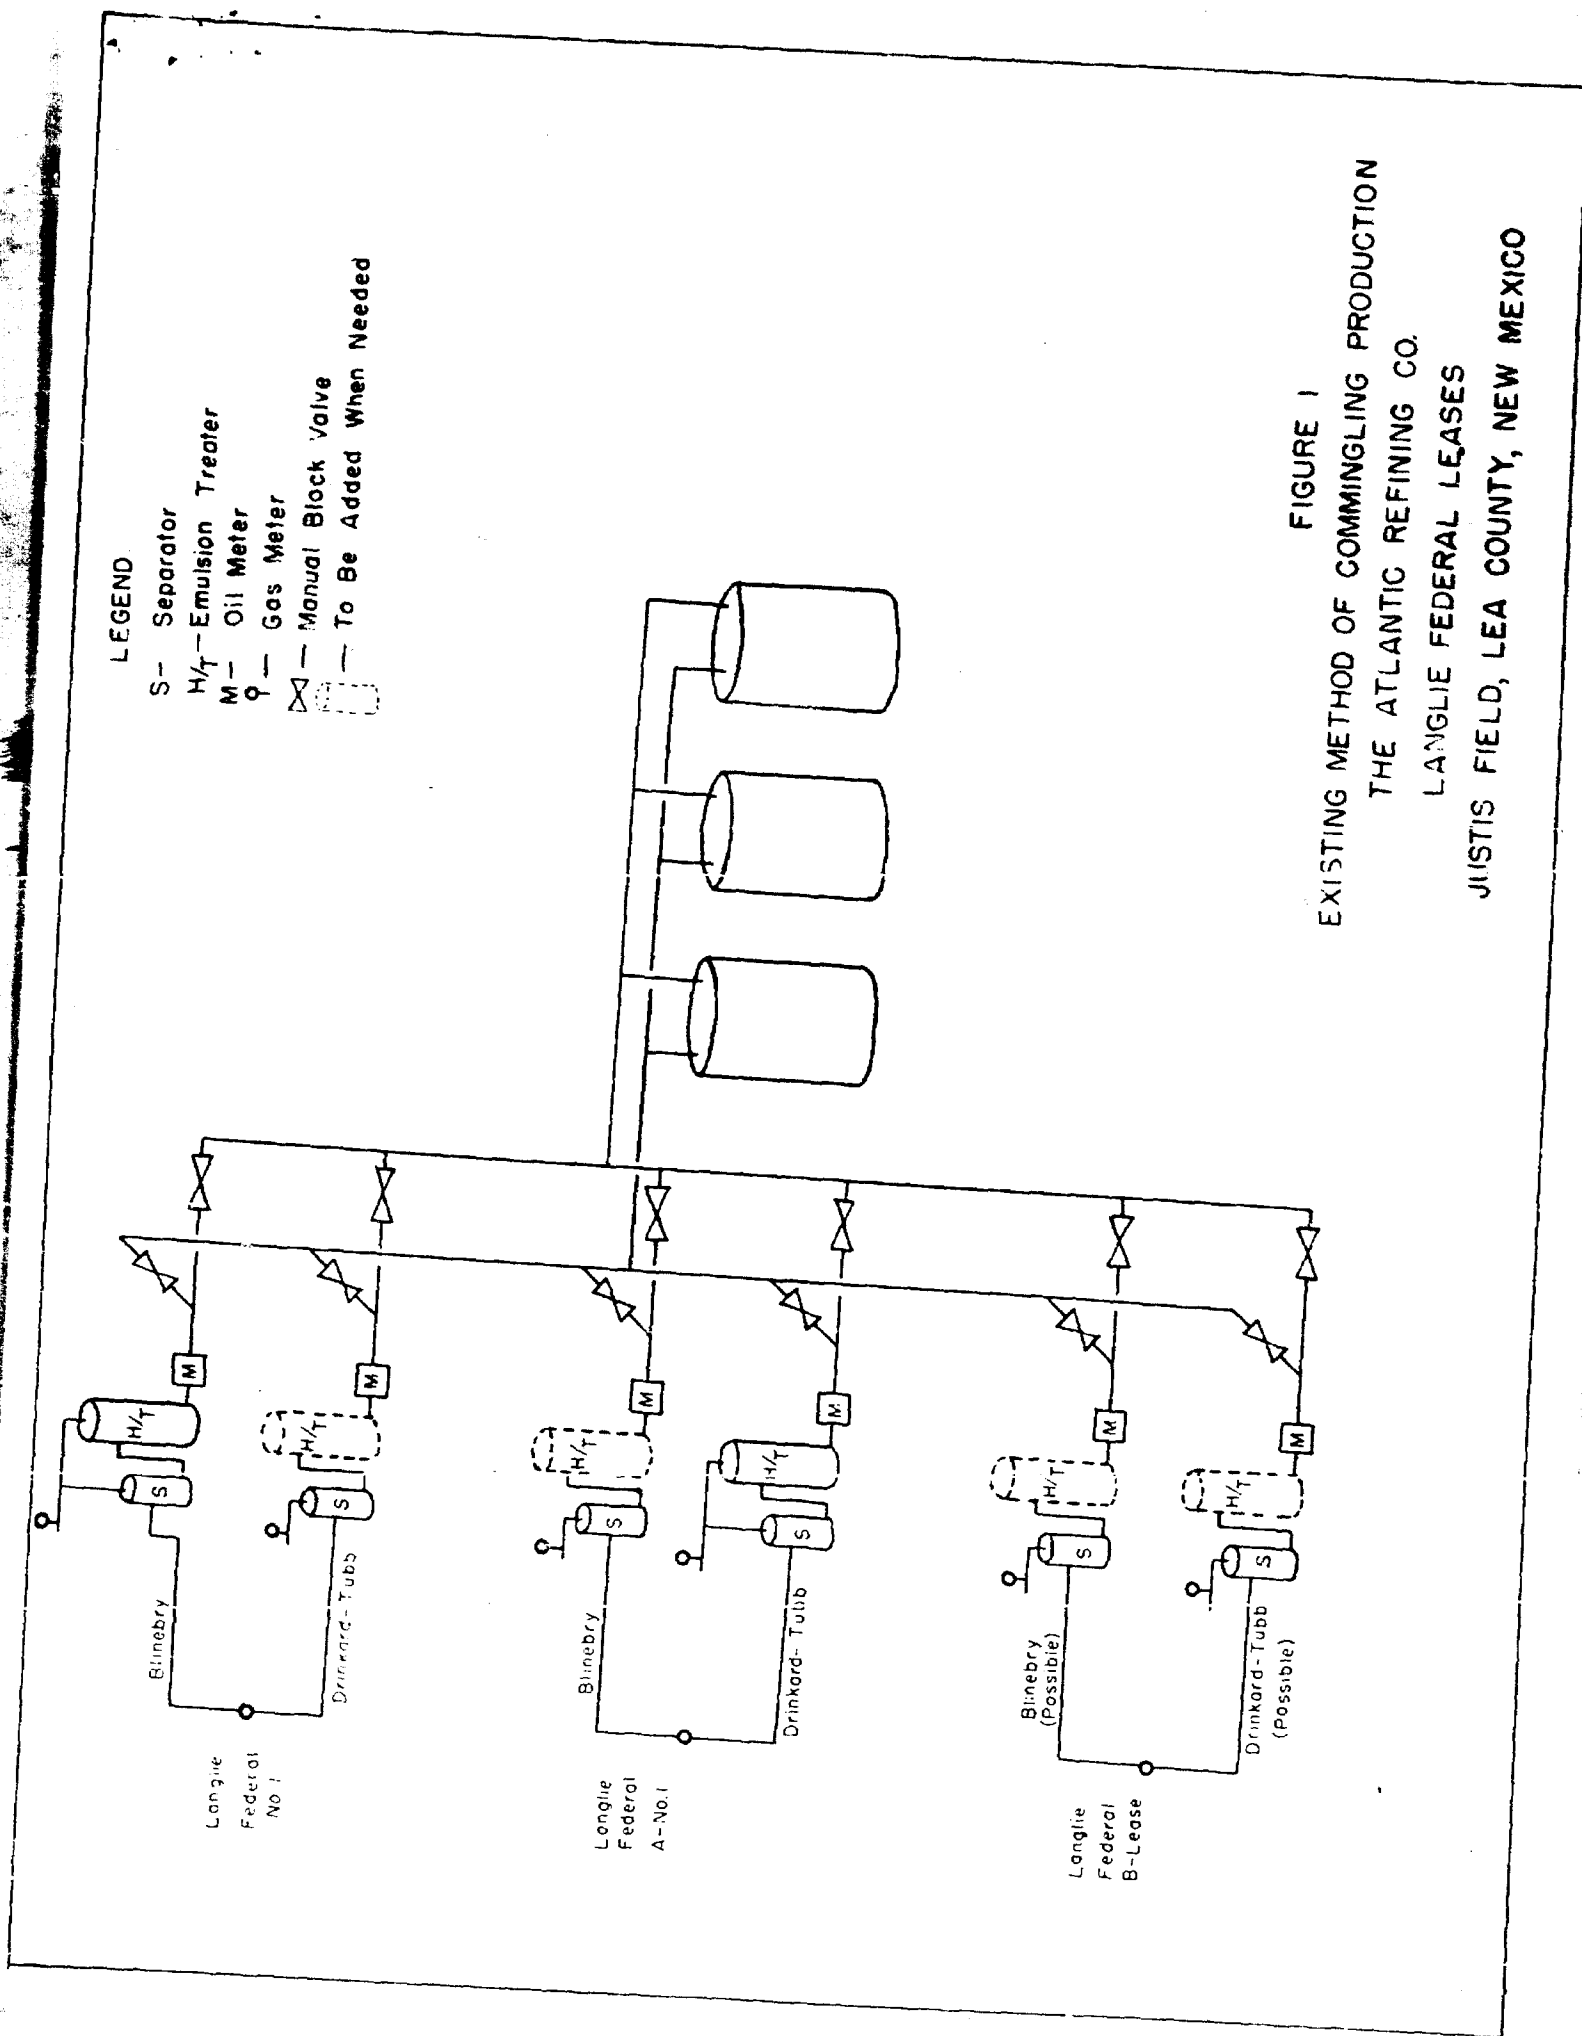 LEGEND
S- Separator
H/T-Emulsion Treater
M- Oil Meter
- Gas Meter
- Manual Block Valve
- To Be Added When Needed
Langlie
Federal
No. 1
Blinebry
Drinkard-Tubb
S
H/T
M
S
H/T
M
Langlie
Federal
A-No.1
Blinebry
Drinkard-Tubb
S
H/T
M
S
H/T
M
Langlie
Federal
B-Lease
Blinebry
(Possible)
Drinkard-Tubb
(Possible)
S
H/T
M
S
H/T
M
FIGURE 1
EXISTING METHOD OF COMMINGLING PRODUCTION
THE ATLANTIC REFINING CO.
LANGLIE FEDERAL LEASES
JUSTIS FIELD, LEA COUNTY, NEW MEXICO